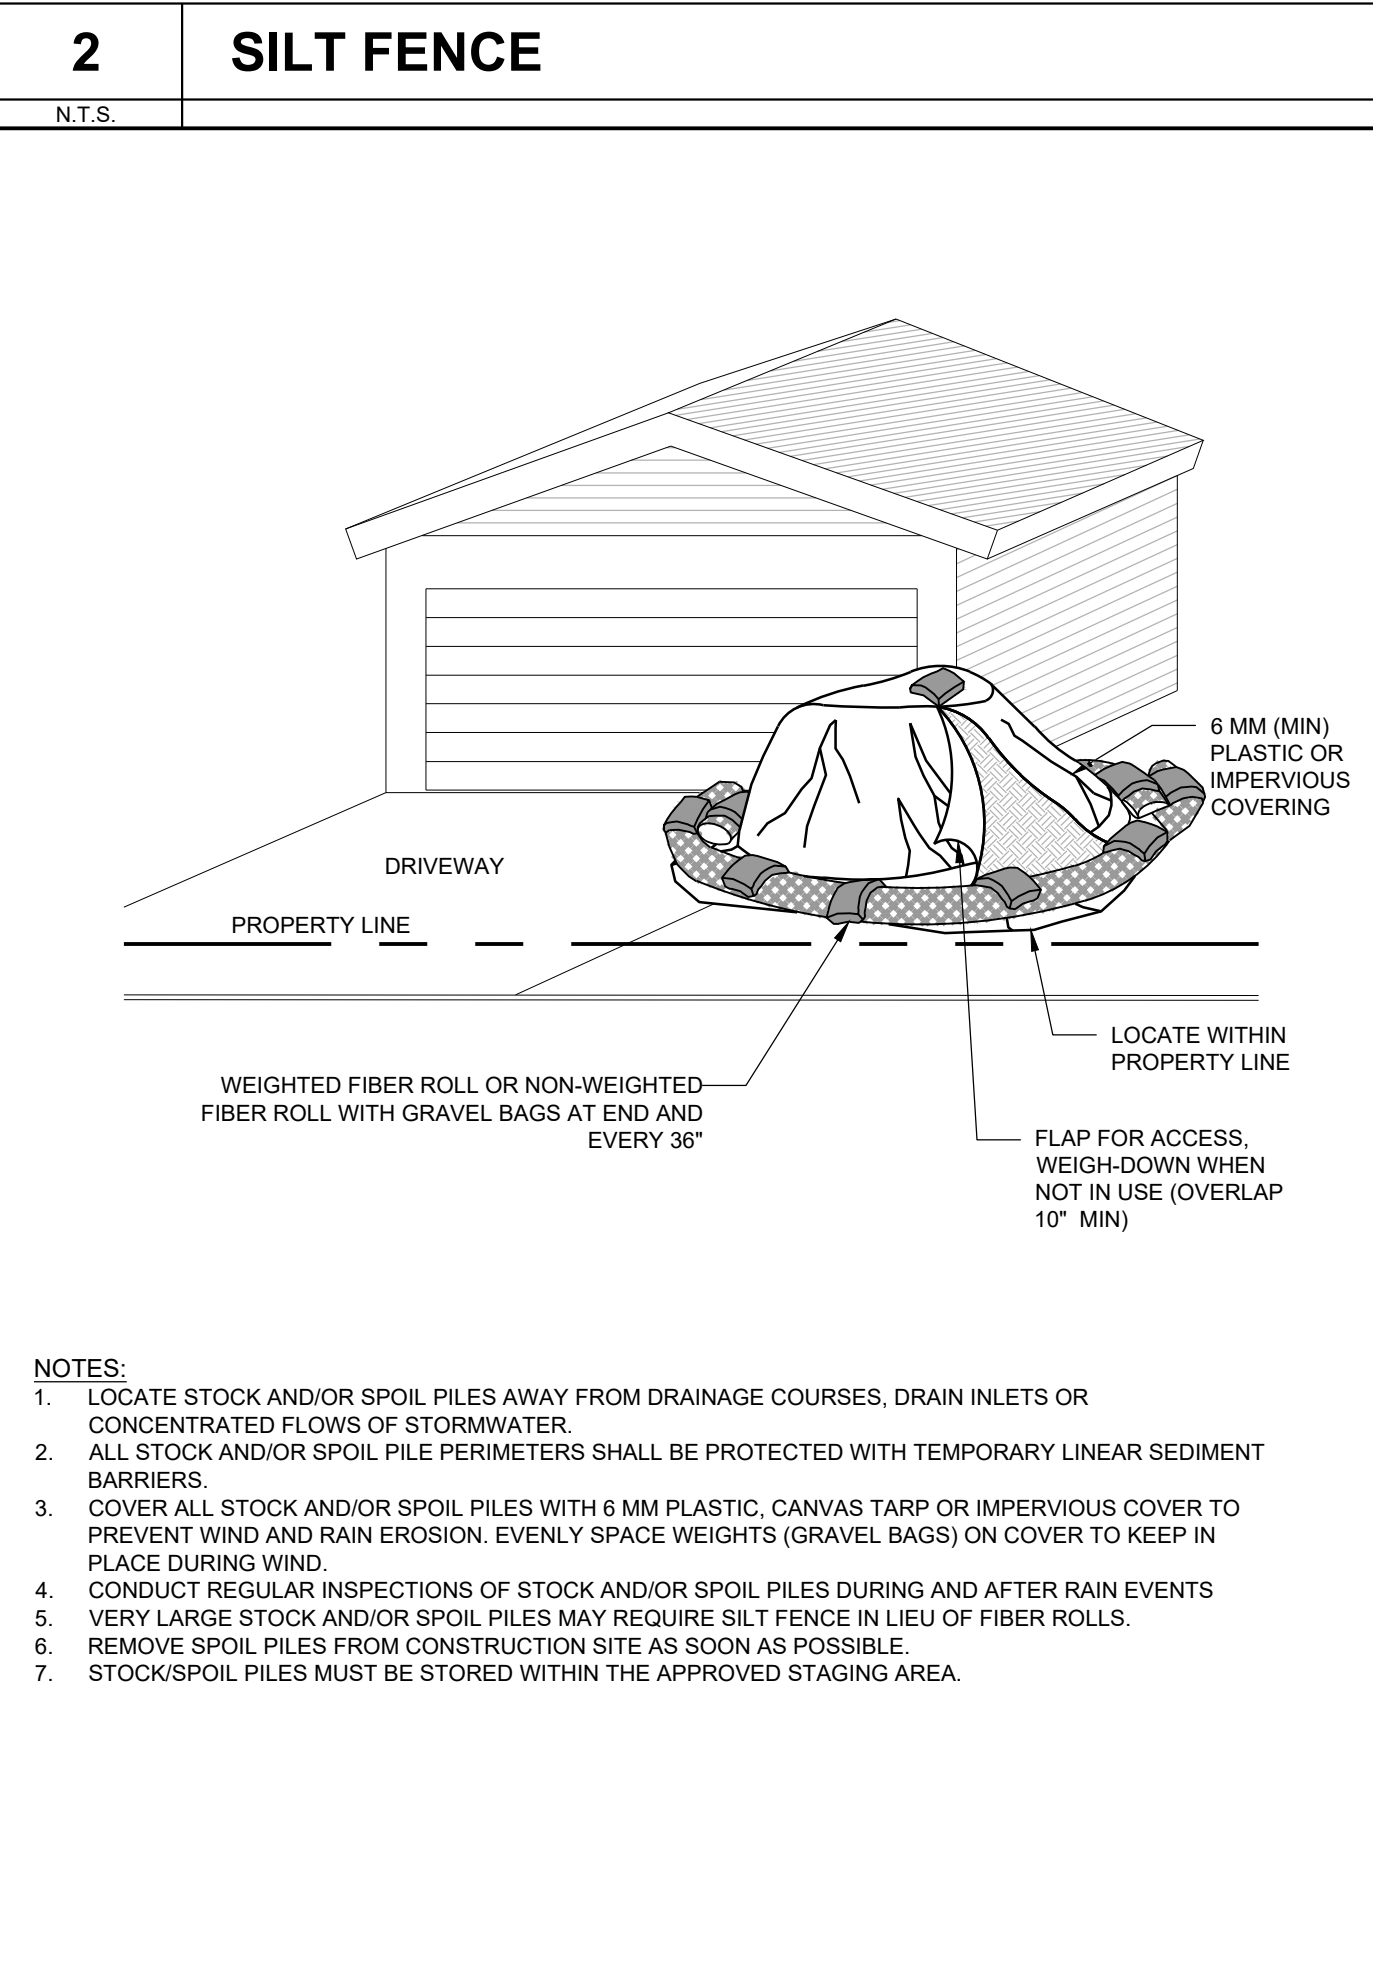 2
SILT FENCE
N.T.S.
6 MM (MIN)
PLASTIC OR
IMPERVIOUS
COVERING
DRIVEWAY
PROPERTY LINE
LOCATE WITHIN
PROPERTY LINE
WEIGHTED FIBER ROLL OR NON-WEIGHTED
FIBER ROLL WITH GRAVEL BAGS AT END AND
EVERY 36"
FLAP FOR ACCESS,
WEIGH-DOWN WHEN
NOT IN USE (OVERLAP
10" MIN)
NOTES:
1. LOCATE STOCK AND/OR SPOIL PILES AWAY FROM DRAINAGE COURSES, DRAIN INLETS OR
CONCENTRATED FLOWS OF STORMWATER.
2. ALL STOCK AND/OR SPOIL PILE PERIMETERS SHALL BE PROTECTED WITH TEMPORARY LINEAR SEDIMENT
BARRIERS.
3. COVER ALL STOCK AND/OR SPOIL PILES WITH 6 MM PLASTIC, CANVAS TARP OR IMPERVIOUS COVER TO
PREVENT WIND AND RAIN EROSION. EVENLY SPACE WEIGHTS (GRAVEL BAGS) ON COVER TO KEEP IN
PLACE DURING WIND.
4. CONDUCT REGULAR INSPECTIONS OF STOCK AND/OR SPOIL PILES DURING AND AFTER RAIN EVENTS
5. VERY LARGE STOCK AND/OR SPOIL PILES MAY REQUIRE SILT FENCE IN LIEU OF FIBER ROLLS.
6. REMOVE SPOIL PILES FROM CONSTRUCTION SITE AS SOON AS POSSIBLE.
7. STOCK/SPOIL PILES MUST BE STORED WITHIN THE APPROVED STAGING AREA.